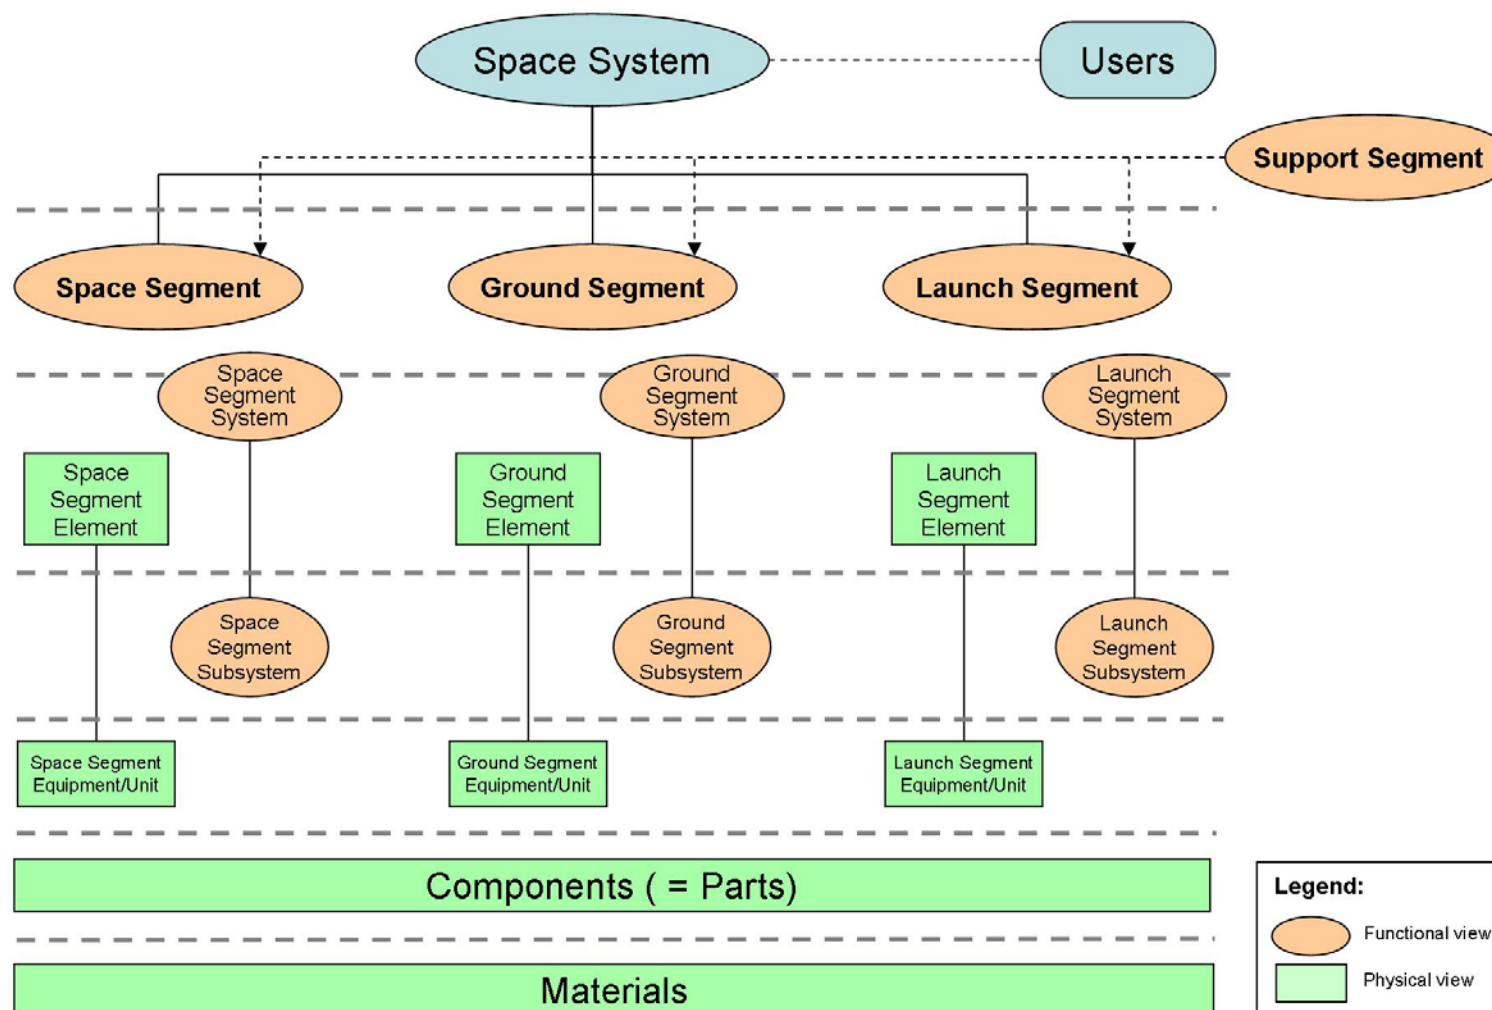 Space System
Users
Support Segment
Space Segment
Ground Segment
Launch Segment
Space
Segment
System
Ground
Segment
System
Launch
Segment
System
Space
Segment
Element
Ground
Segment
Element
Launch
Segment
Element
Space
Segment
Subsystem
Ground
Segment
Subsystem
Launch
Segment
Subsystem
Space Segment
Equipment/Unit
Ground Segment
Equipment/Unit
Launch Segment
Equipment/Unit
Components ( = Parts)
Materials
Legend:
Functional view
Physical view